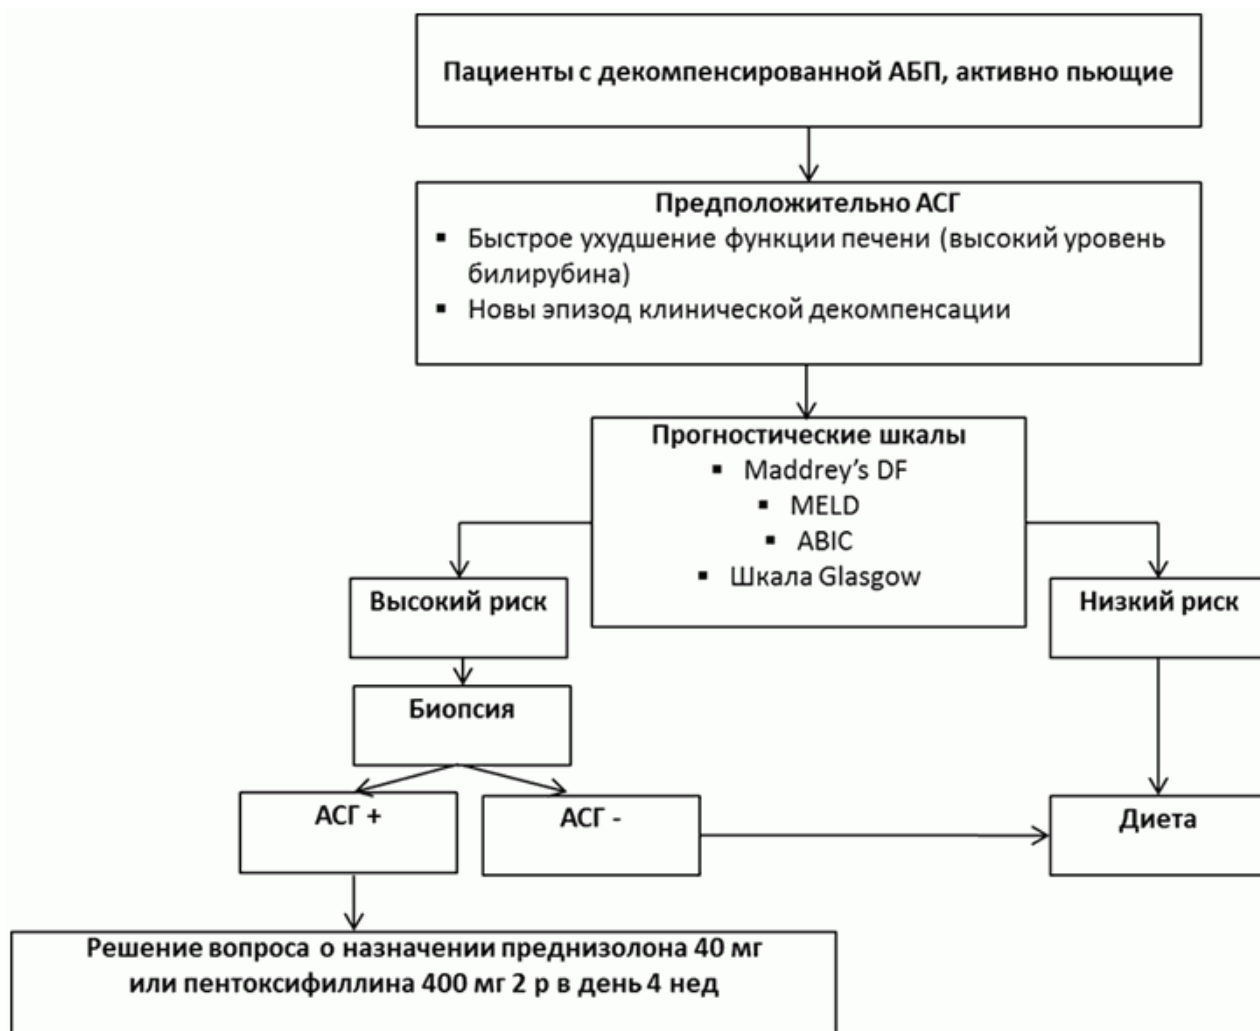 Пациенты с декомпенсированной АБП, активно пьющие
Предположительно АСГ
▪ Быстрое ухудшение функции печени (высокий уровень
билирубина)
▪ Новы эпизод клинической декомпенсации
Прогностические шкалы
▪ Maddrey’s DF
▪ MELD
▪ ABIC
▪ Шкала Glasgow
Высокий риск
Низкий риск
Биопсия
АСГ +
АСГ -
Диета
Решение вопроса о назначении преднизолона 40 мг
или пентоксифиллина 400 мг 2 р в день 4 нед